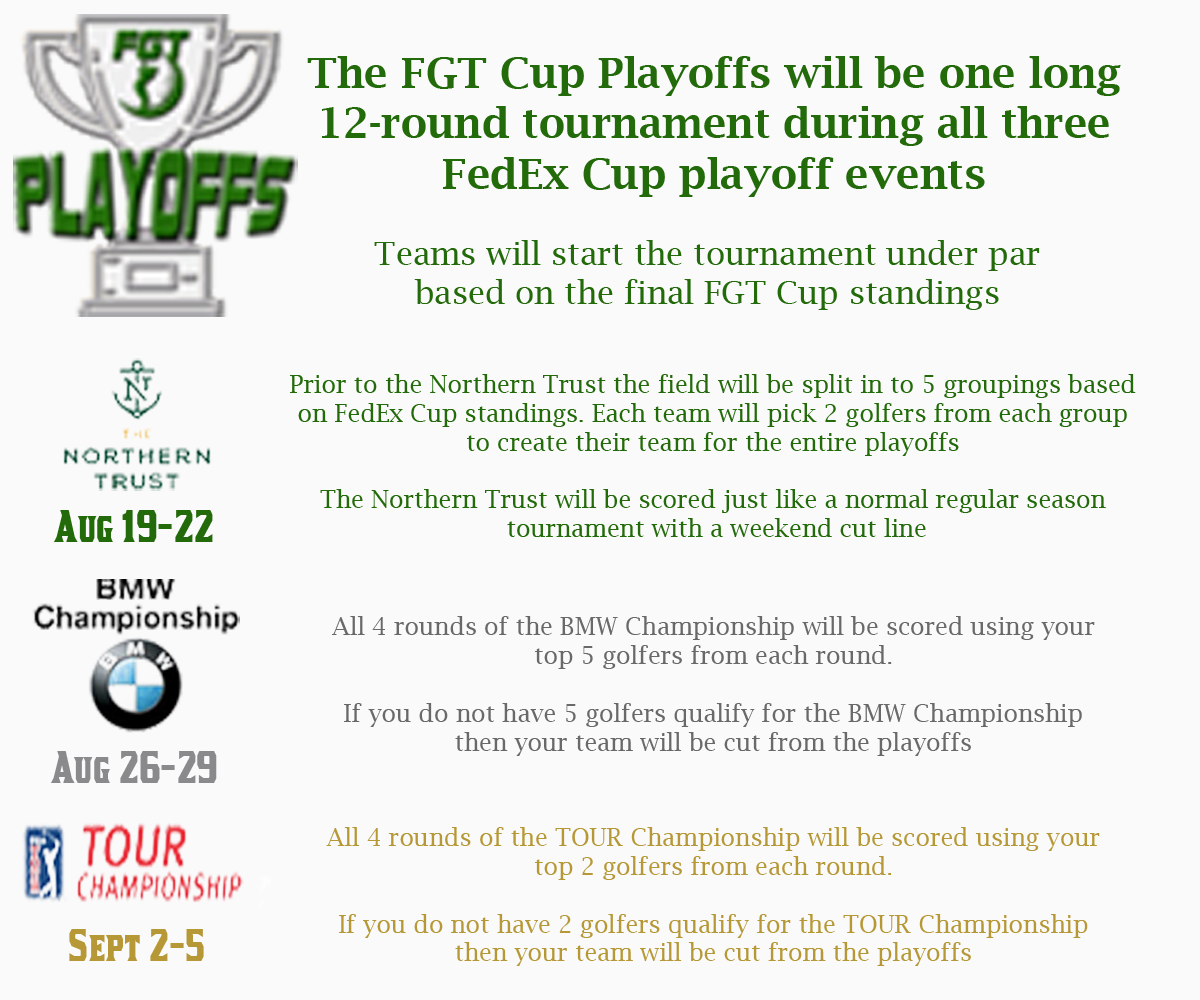 FGT
PLAYOFFS
The FGT Cup Playoffs will be one long
12-round tournament during all three
FedEx Cup playoff events
Teams will start the tournament under par
based on the final FGT Cup standings
THE
NORTHERN
TRUST
Aug 19-22
Prior to the Northern Trust the field will be split in to 5 groupings based
on FedEx Cup standings. Each team will pick 2 golfers from each group
to create their team for the entire playoffs
The Northern Trust will be scored just like a normal regular season
tournament with a weekend cut line
BMW
Championship
BMW
Aug 26-29
All 4 rounds of the BMW Championship will be scored using your
top 5 golfers from each round.
If you do not have 5 golfers qualify for the BMW Championship
then your team will be cut from the playoffs
TOUR
CHAMPIONSHIP
Sept 2-5
All 4 rounds of the TOUR Championship will be scored using your
top 2 golfers from each round.
If you do not have 2 golfers qualify for the TOUR Championship
then your team will be cut from the playoffs